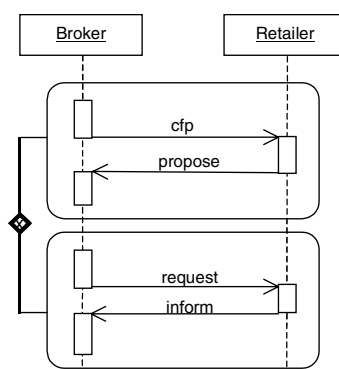 Broker
Retailer
cfp
propose
request
inform